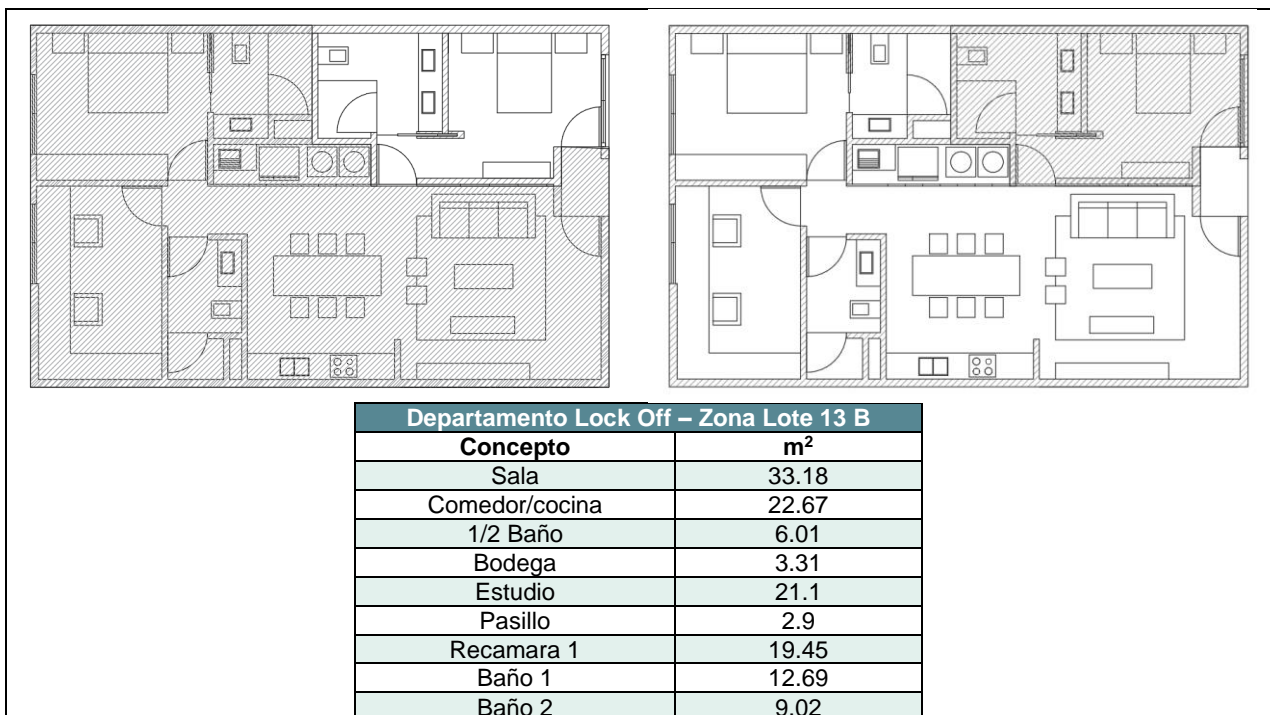 Departamento Lock Off – Zona Lote 13 B
Concepto m²
Sala 33.18
Comedor/cocina 22.67
1/2 Baño 6.01
Bodega 3.31
Estudio 21.1
Pasillo 2.9
Recamara 1 19.45
Baño 1 12.69
Baño 2 9.02